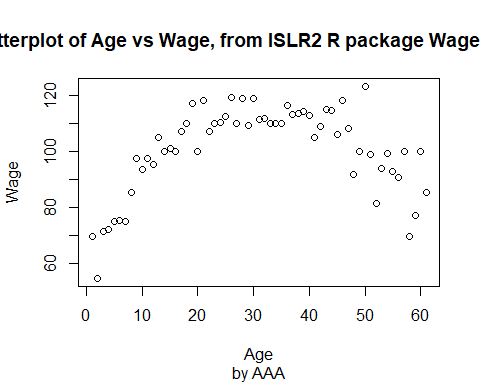 tterplot of Age vs Wage, from ISLR2 R package Wage
120
100
80
60
Wage
0 10 20 30 40 50 60
Age
by AAA